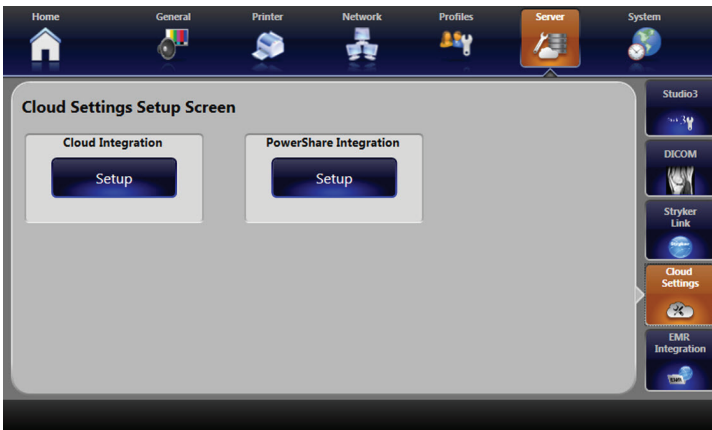 Home General Printer Network Profiles Server System
Cloud Settings Setup Screen
Cloud Integration PowerShare Integration
Setup Setup
Studio3
DICOM
Stryker
Link
Cloud
Settings
EMR
Integration